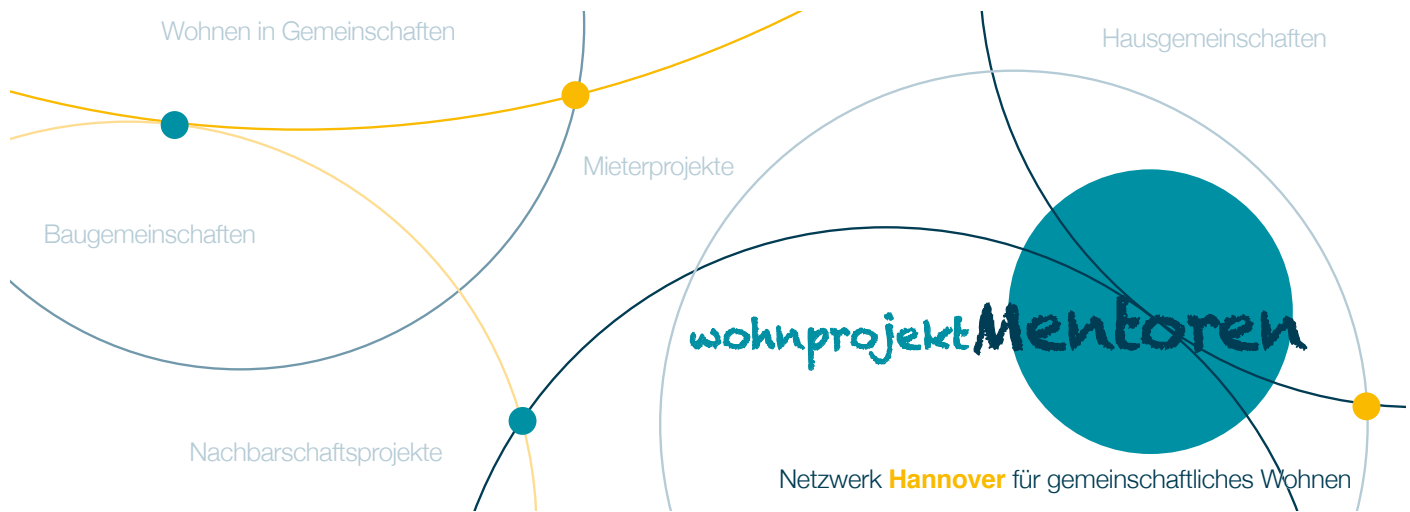 Wohnen in Gemeinschaften
Hausgemeinschaften
Mieterprojekte
Baugemeinschaften
wohnprojektMentoren
Nachbarschaftsprojekte
Netzwerk Hannover für gemeinschaftliches Wohnen